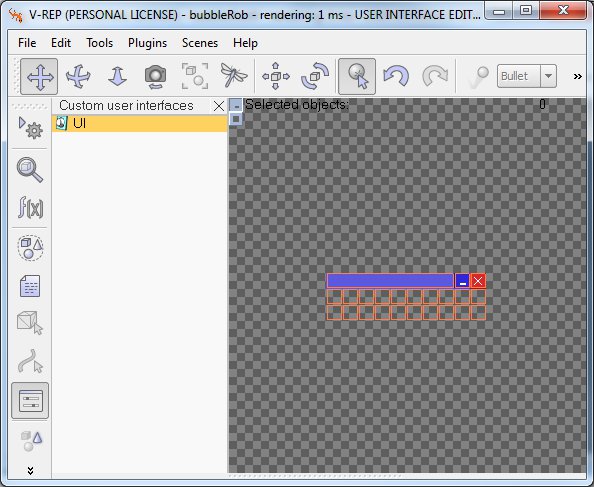 V-REP (PERSONAL LICENSE) - bubbleRob - rendering: 1 ms - USER INTERFACE EDIT...
File Edit Tools Plugins Scenes Help
Bullet
»
Custom user interfaces
Selected objects: 0
UI
f(x)